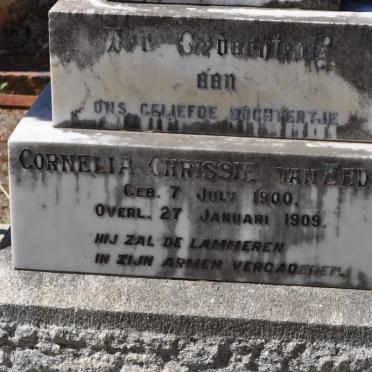 Ter Gedachtenis
aan
ONS GELIEFDE DOCHTERTJE
CORNELIA CHRISSIE VAN EED
GEB. 7 JULY 1900.
OVERL. 27 JANUARI 1909.
HIJ ZAL DE LAMMEREN
IN ZIJN ARMEN VERGADEREN.